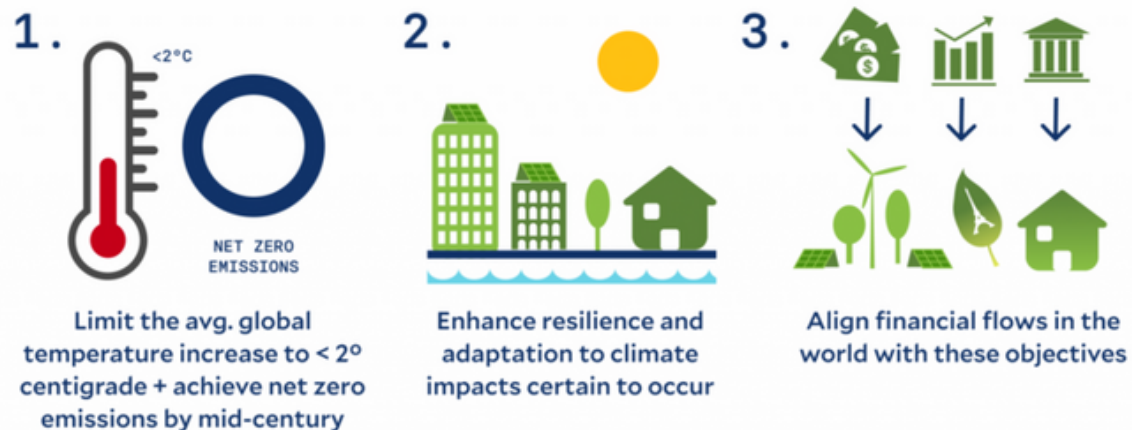 1.
<2°C
NET ZERO
EMISSIONS
Limit the avg. global
temperature increase to < 2º
centigrade + achieve net zero
emissions by mid-century
2.
Enhance resilience and
adaptation to climate
impacts certain to occur
3.
$
Align financial flows in the
world with these objectives